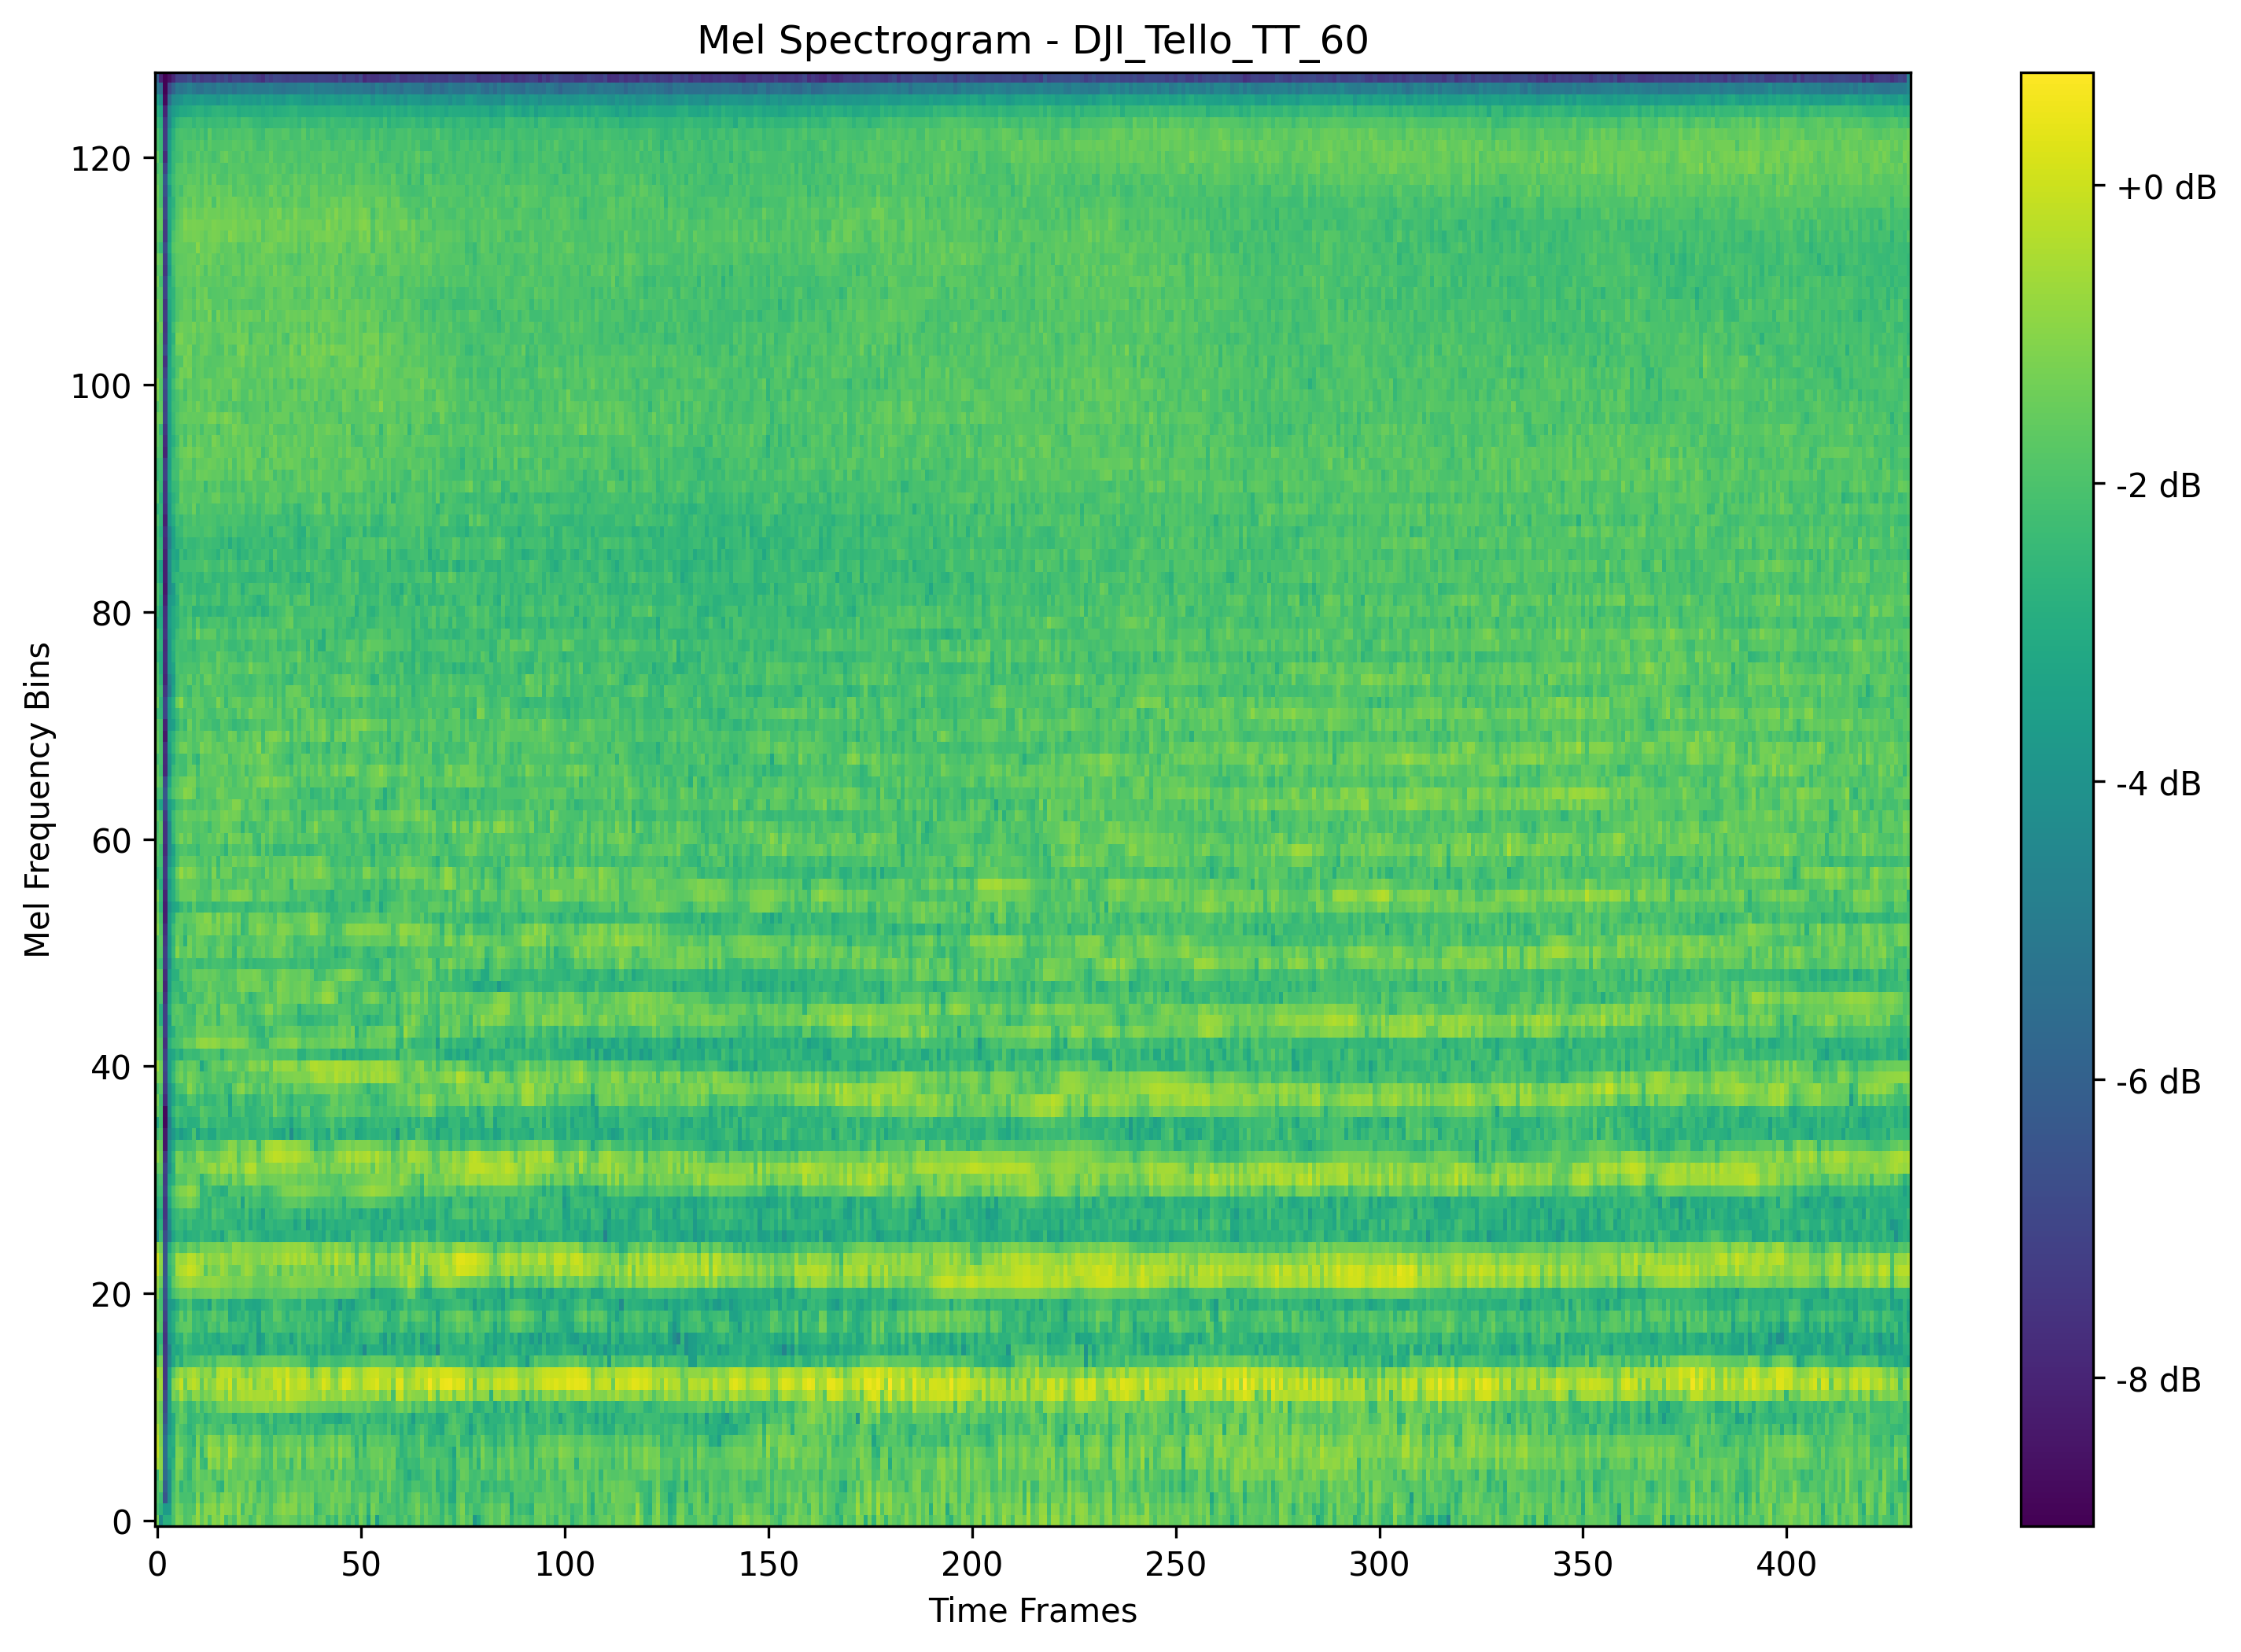 Mel Spectrogram - DJI_Tello_TT_60
Mel Frequency Bins
120
100
80
60
40
20
0
0 50 100 150 200 250 300 350 400
Time Frames
+0 dB
-2 dB
-4 dB
-6 dB
-8 dB